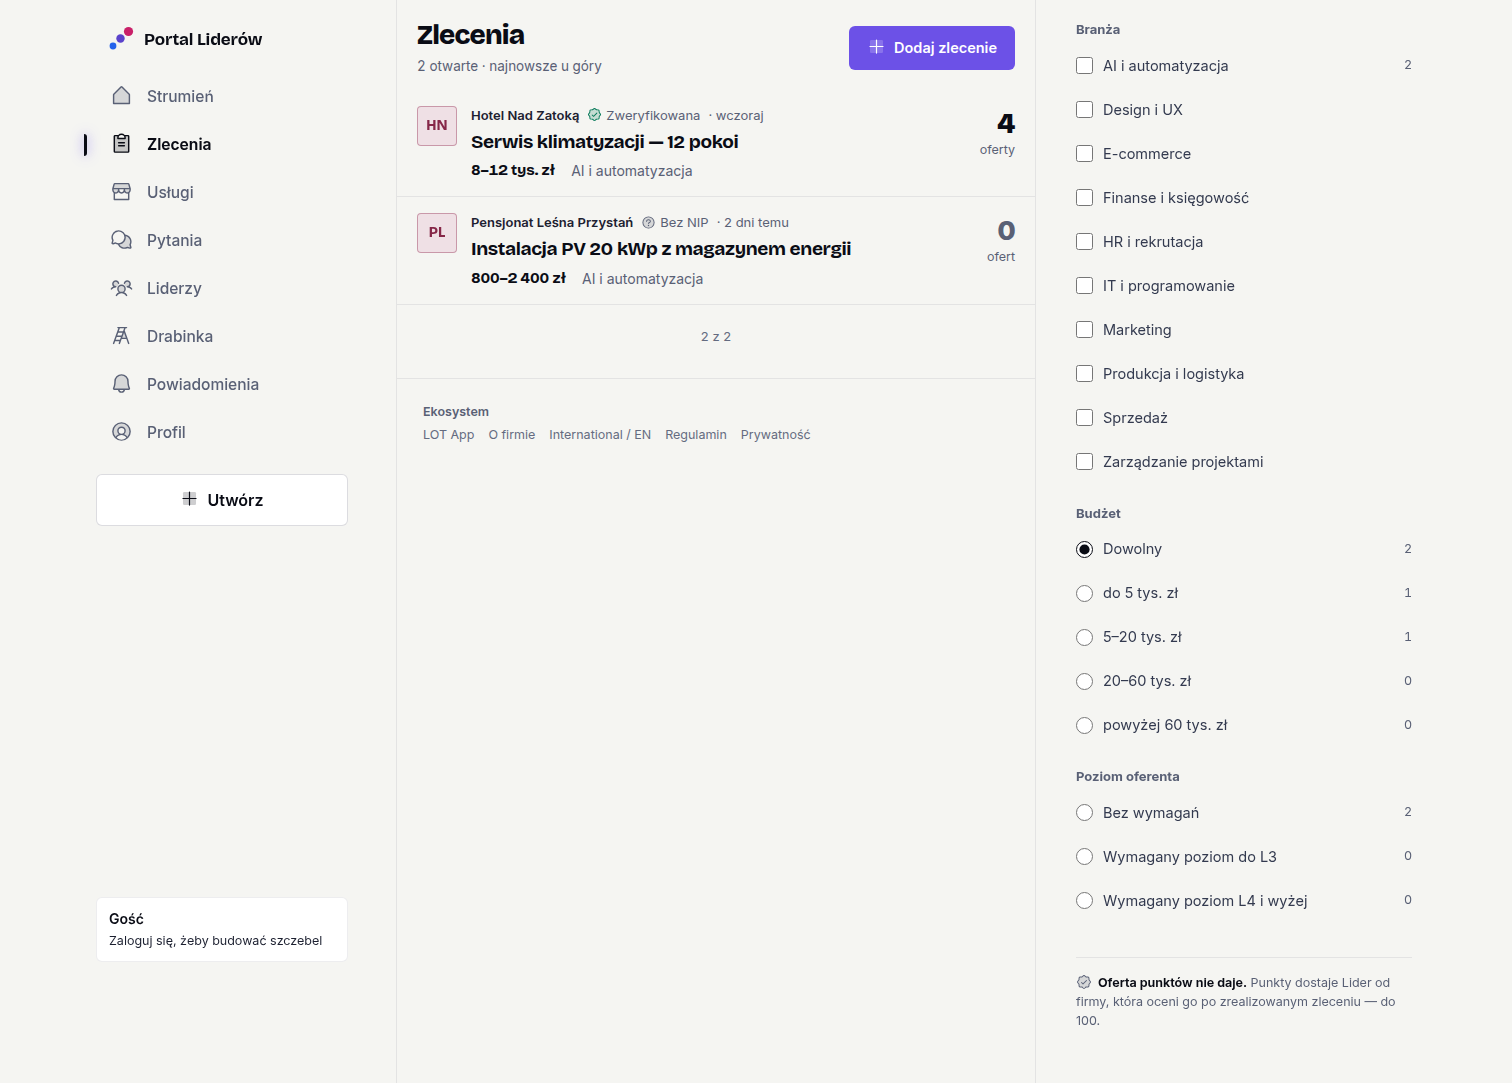 Portal Liderów
Strumień
Zlecenia
Usługi
Pytania
Liderzy
Drabinka
Powiadomienia
Profil
Utwórz
Gość
Zaloguj się, żeby budować szczebel
Zlecenia
2 otwarte · najnowsze u góry
Dodaj zlecenie
HN
Hotel Nad Zatoką Zweryfikowana · wczoraj
Serwis klimatyzacji — 12 pokoi
8–12 tys. zł AI i automatyzacja
4
oferty
PL
Pensjonat Leśna Przystań Bez NIP · 2 dni temu
Instalacja PV 20 kWp z magazynem energii
800–2 400 zł AI i automatyzacja
0
ofert
2 z 2
Ekosystem
LOT App O firmie International / EN Regulamin Prywatność
Branża
AI i automatyzacja 2
Design i UX
E-commerce
Finanse i księgowość
HR i rekrutacja
IT i programowanie
Marketing
Produkcja i logistyka
Sprzedaż
Zarządzanie projektami
Budżet
Dowolny 2
do 5 tys. zł 1
5–20 tys. zł 1
20–60 tys. zł 0
powyżej 60 tys. zł 0
Poziom oferenta
Bez wymagań 2
Wymagany poziom do L3 0
Wymagany poziom L4 i wyżej 0
Oferta punktów nie daje. Punkty dostaje Lider od
firmy, która oceni go po zrealizowanym zleceniu — do
100.